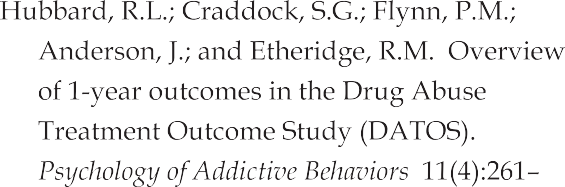 Hubbard, R.L.; Craddock, S.G.; Flynn, P.M.;
Anderson, J.; and Etheridge, R.M.  Overview
of 1-year outcomes in the Drug Abuse
Treatment Outcome Study (DATOS).
Psychology of Addictive Behaviors  11(4):261–